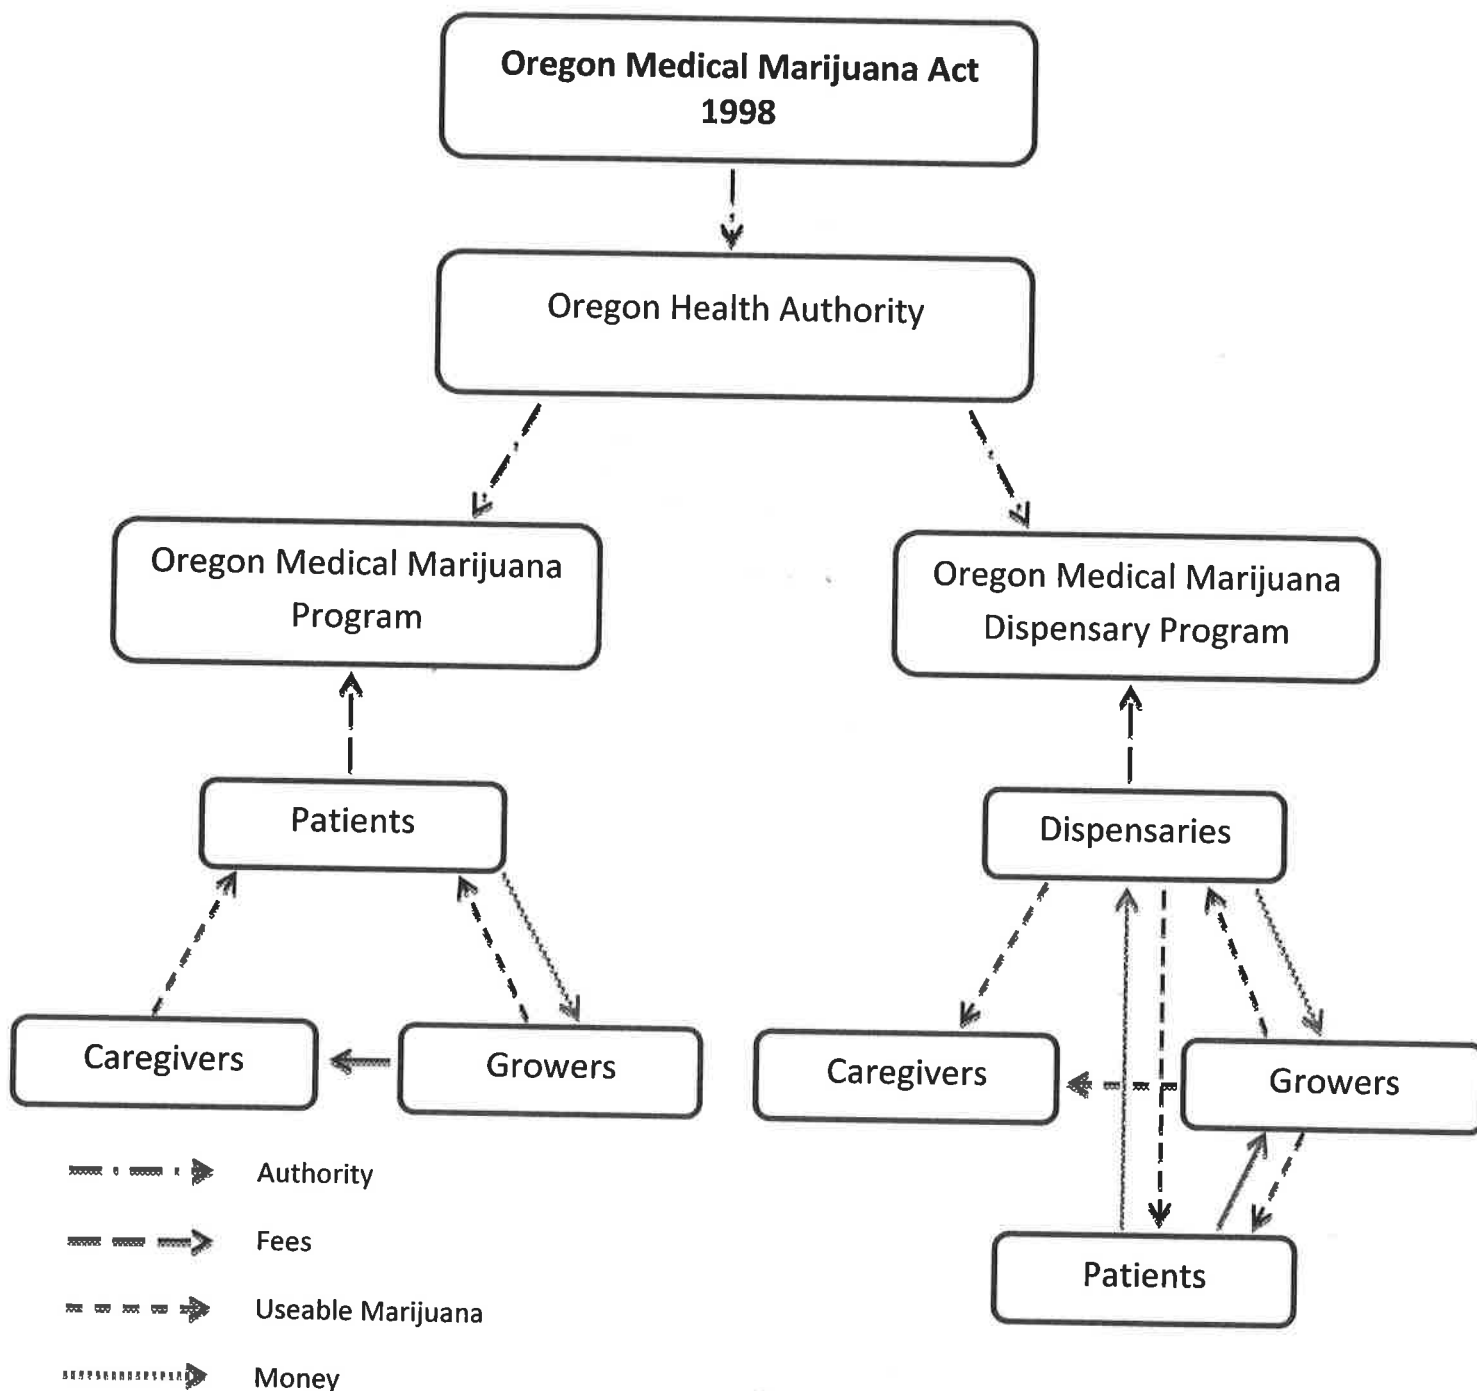 Oregon Medical Marijuana Act
1998
Oregon Health Authority
Oregon Medical Marijuana
Program
Oregon Medical Marijuana
Dispensary Program
Patients
Dispensaries
Caregivers
Growers
Caregivers
Growers
Patients
Authority
Fees
Useable Marijuana
Money